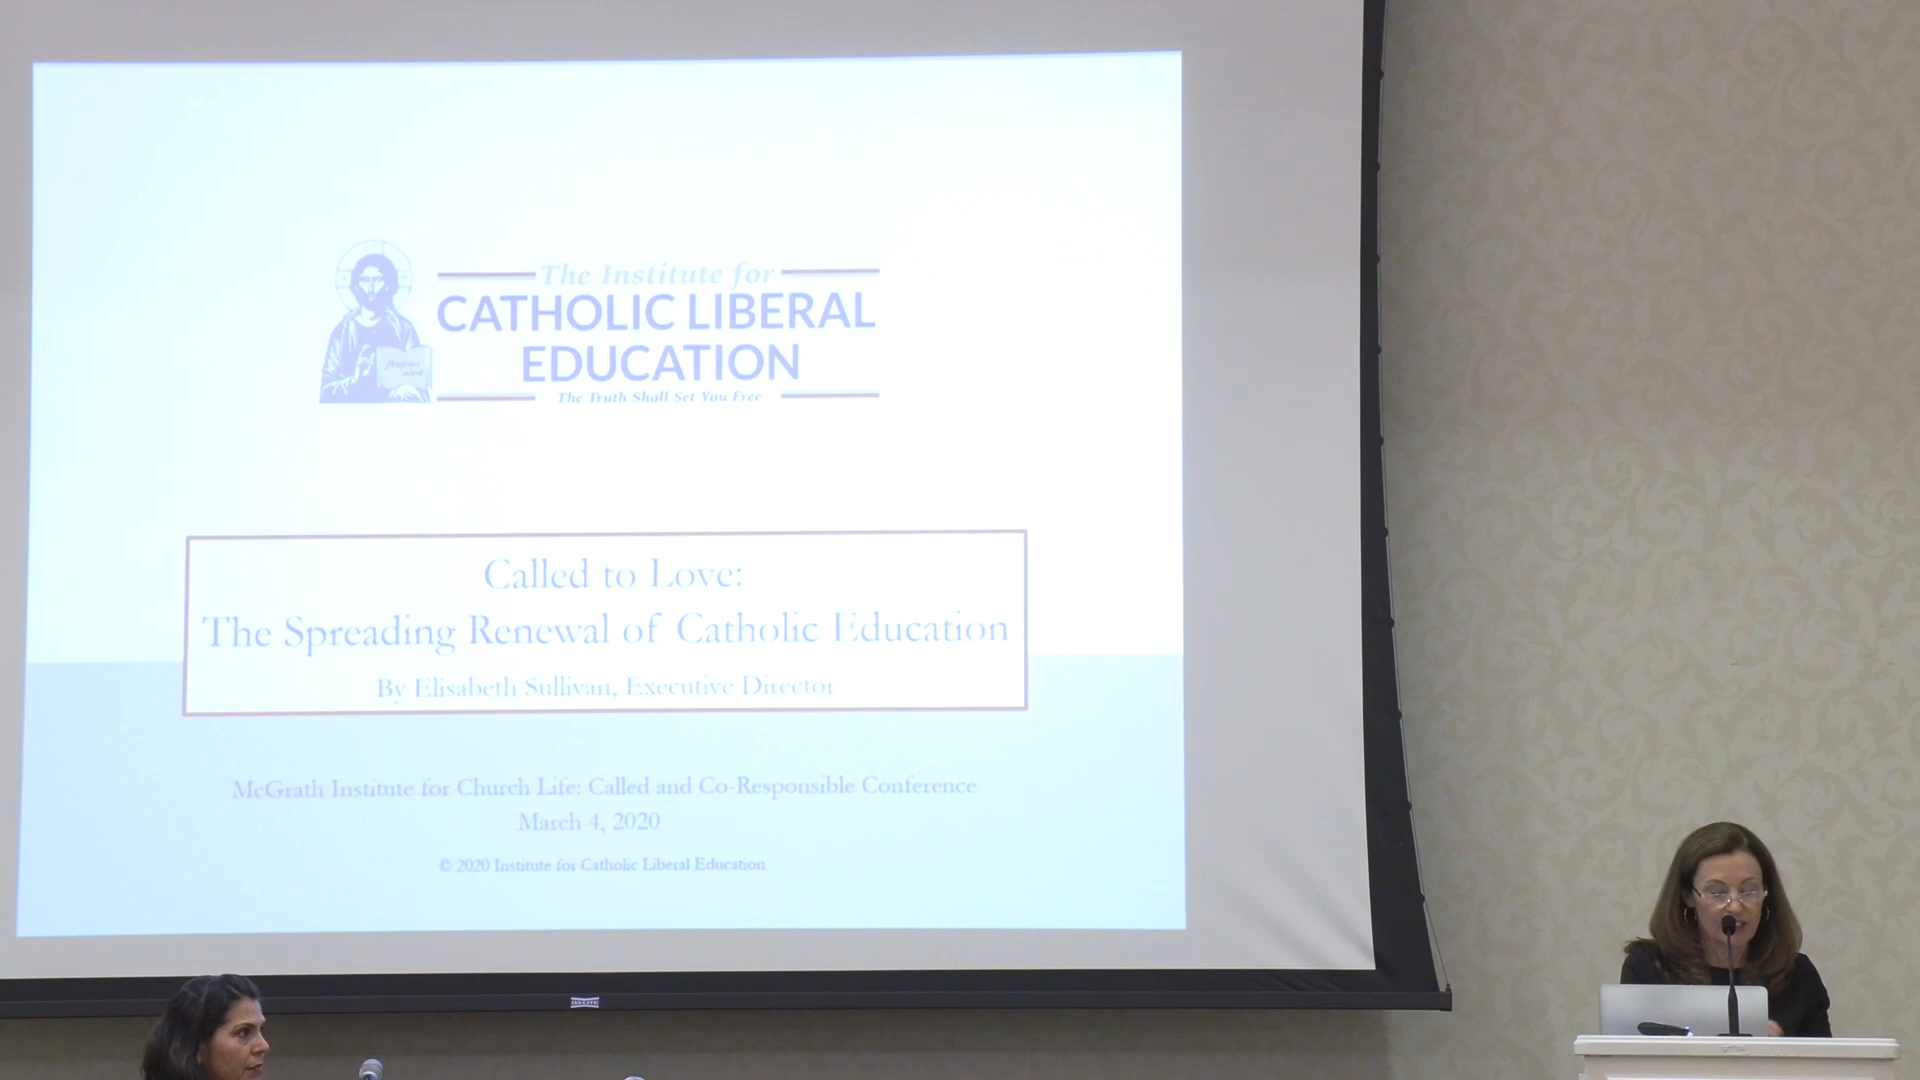 The Institute for
CATHOLIC LIBERAL
EDUCATION
The Truth Shall Set You Free
Called to Love:
The Spreading Renewal of Catholic Education
By Elisabeth Sullivan, Executive Director
McGrath Institute for Church Life: Called and Co-Responsible Conference
March 4, 2020
© 2020 Institute for Catholic Liberal Education